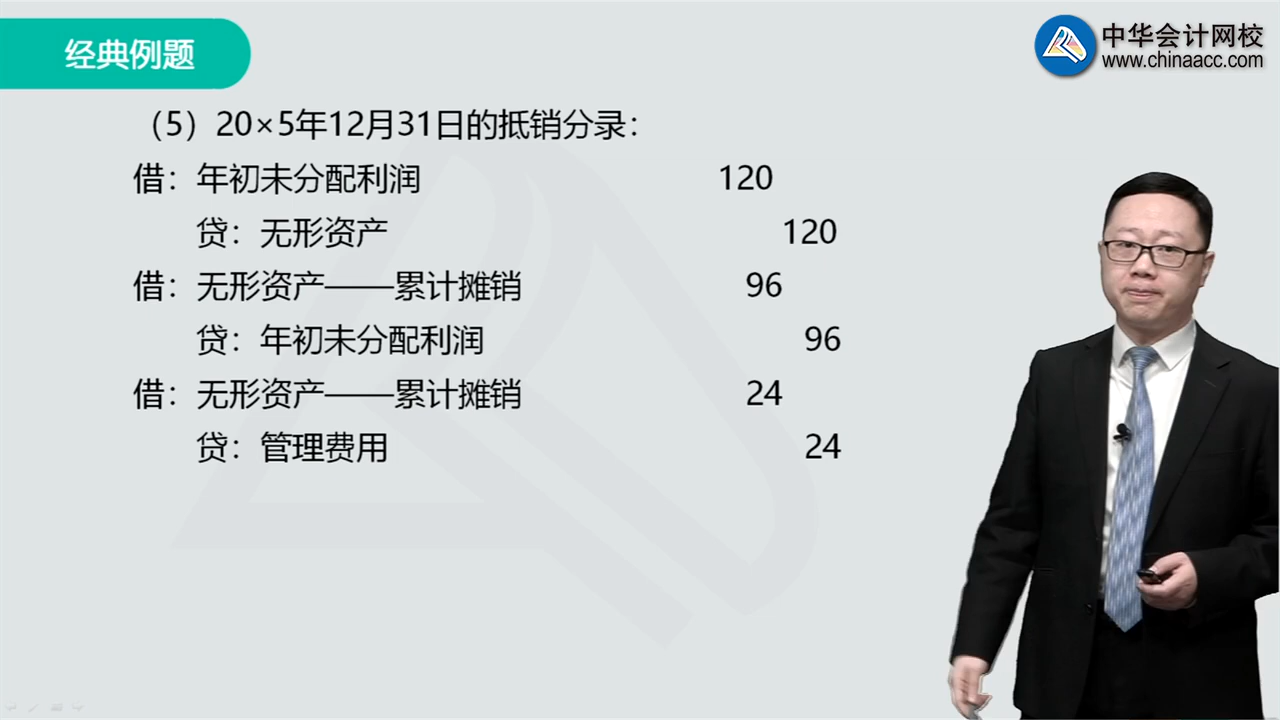 经典例题
中华会计网校
www.chinaacc.com
（5）20×5年12月31日的抵销分录：
借：年初未分配利润 120
贷：无形资产 120
借：无形资产——累计摊销 96
贷：年初未分配利润 96
借：无形资产——累计摊销 24
贷：管理费用 24